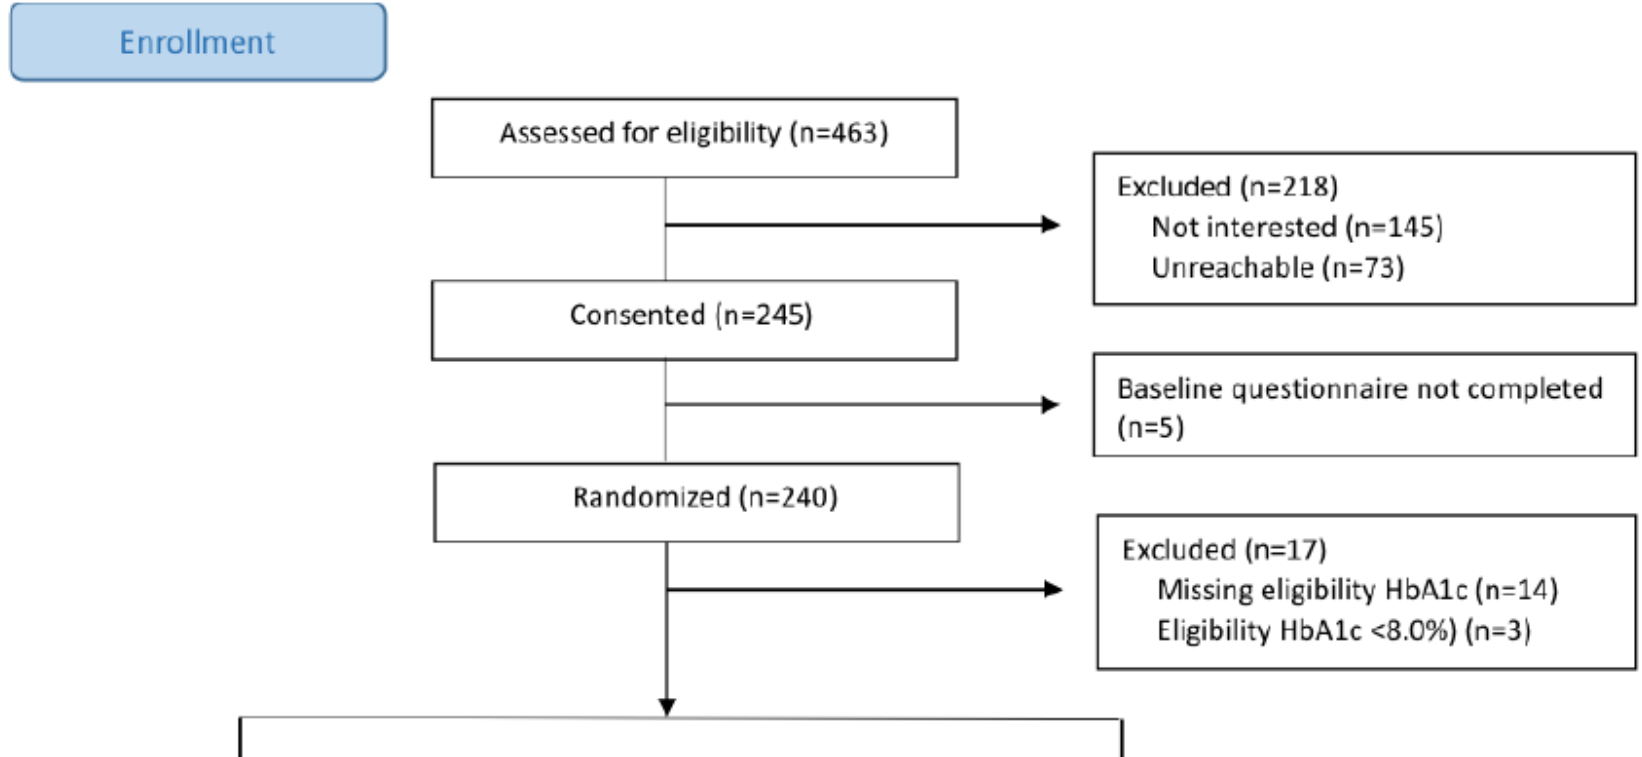 Enrollment
Assessed for eligibility (n=463)
Excluded (n=218)
Not interested (n=145)
Unreachable (n=73)
Consented (n=245)
Baseline questionnaire not completed
(n=5)
Randomized (n=240)
Excluded (n=17)
Missing eligibility HbA1c (n=14)
Eligibility HbA1c <8.0%) (n=3)